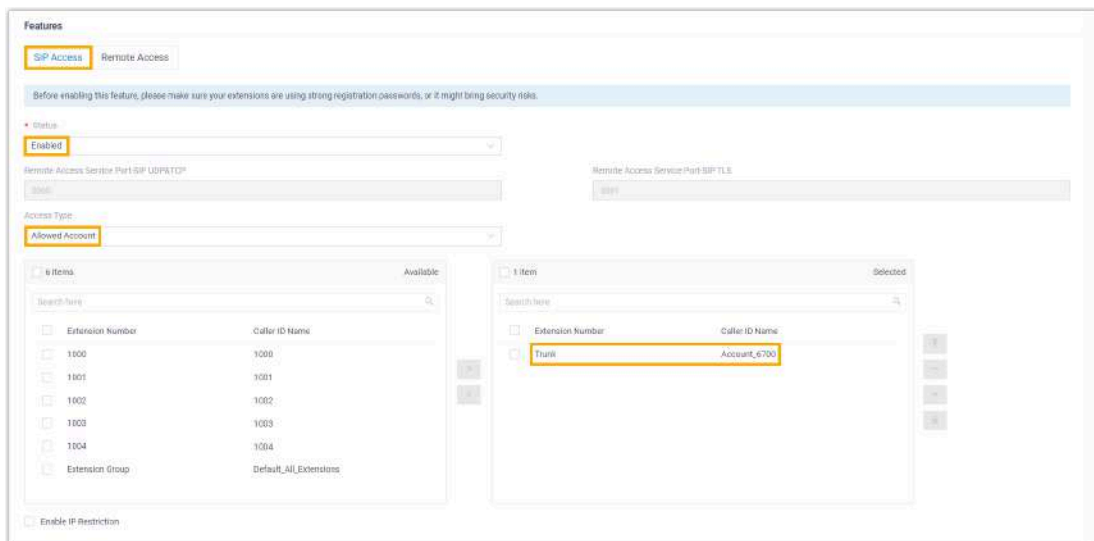 Features
SIP Access Remote Access
Before enabling this feature, please make sure your extensions are using strong registration passwords, or it might bring security risks.
* Status
Enabled
Remote Access Service Port-SIP UDP&TCP
Remote Access Service Port-SIP TLS
Access Type
Allowed Account
6 items Available
1 item Selected
Search here
Search here
Extension Number Caller ID Name
Extension Number Caller ID Name
1000 1000
Trunk Account_6700
1001 1001
1002 1002
1003 1003
1004 1004
Extension Group Default_All_Extensions
Enable IP Restriction